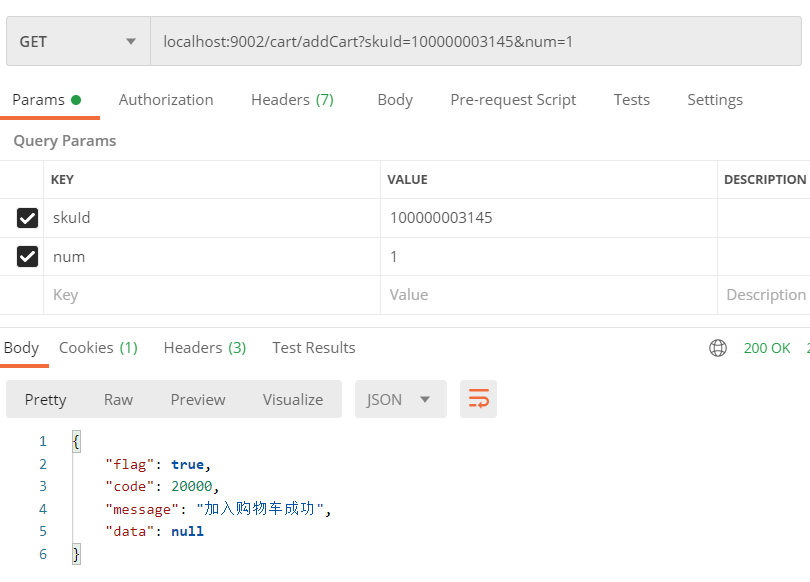 GET localhost:9002/cart/addCart?skuId=100000003145&num=1
Params Authorization Headers (7) Body Pre-request Script Tests Settings
Query Params
KEY VALUE DESCRIPTION
skuId 100000003145
num 1
Key Value Description
Body Cookies (1) Headers (3) Test Results 200 OK
Pretty Raw Preview Visualize JSON
1 {
2 "flag": true,
3 "code": 20000,
4 "message": "加入购物车成功",
5 "data": null
6 }